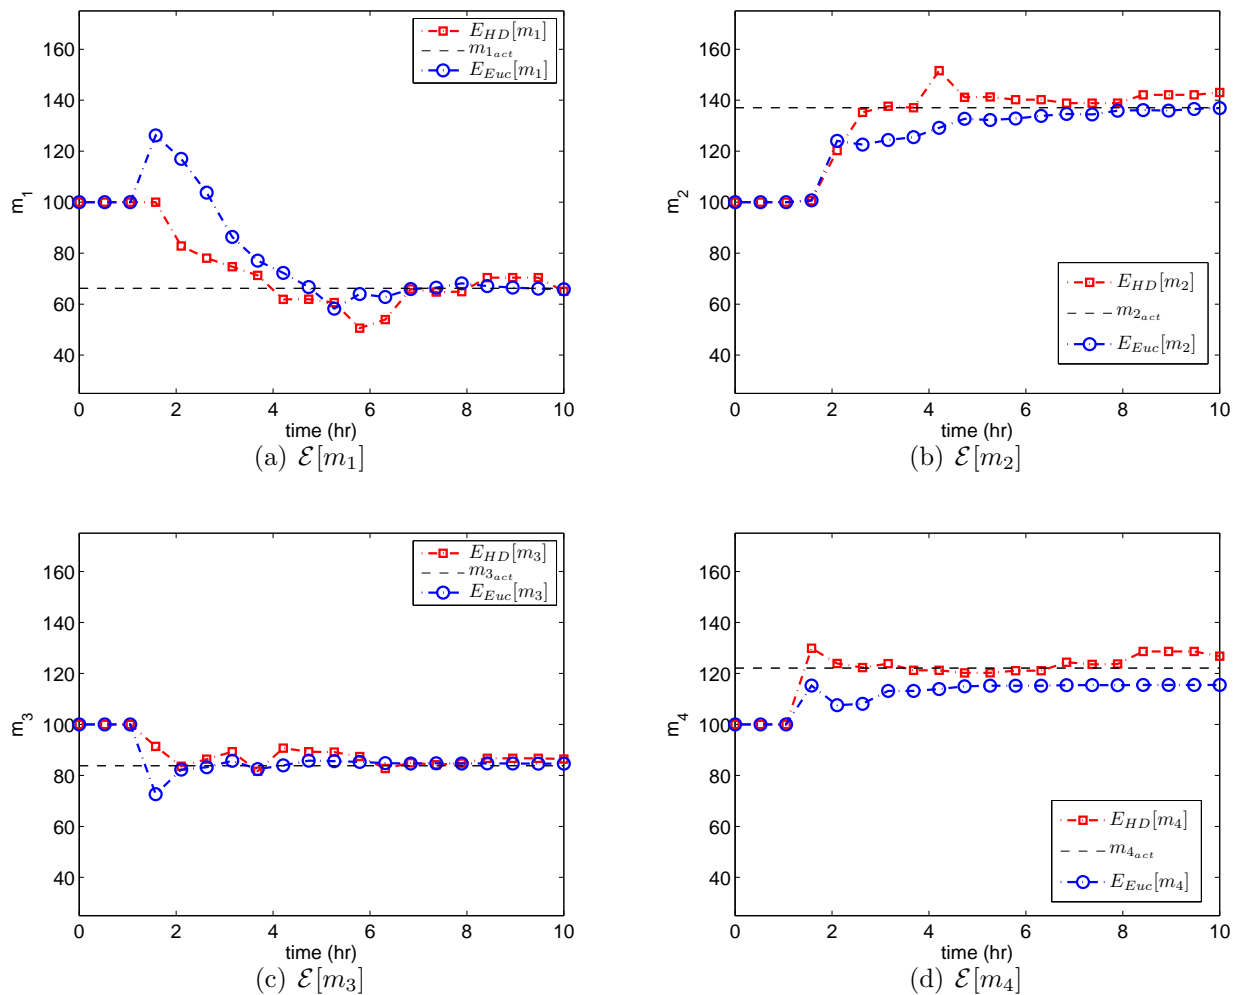 160
140
120
100
80
60
40
m_1
0 2 4 6 8 10
time (hr)
E_{HD}[m_1]
m_{1_{act}}
E_{Euc}[m_1]
(a) ℰ[m_1]
160
140
120
100
80
60
40
m_2
0 2 4 6 8 10
time (hr)
E_{HD}[m_2]
m_{2_{act}}
E_{Euc}[m_2]
(b) ℰ[m_2]
160
140
120
100
80
60
40
m_3
0 2 4 6 8 10
time (hr)
E_{HD}[m_3]
m_{3_{act}}
E_{Euc}[m_3]
(c) ℰ[m_3]
160
140
120
100
80
60
40
m_4
0 2 4 6 8 10
time (hr)
E_{HD}[m_4]
m_{4_{act}}
E_{Euc}[m_4]
(d) ℰ[m_4]